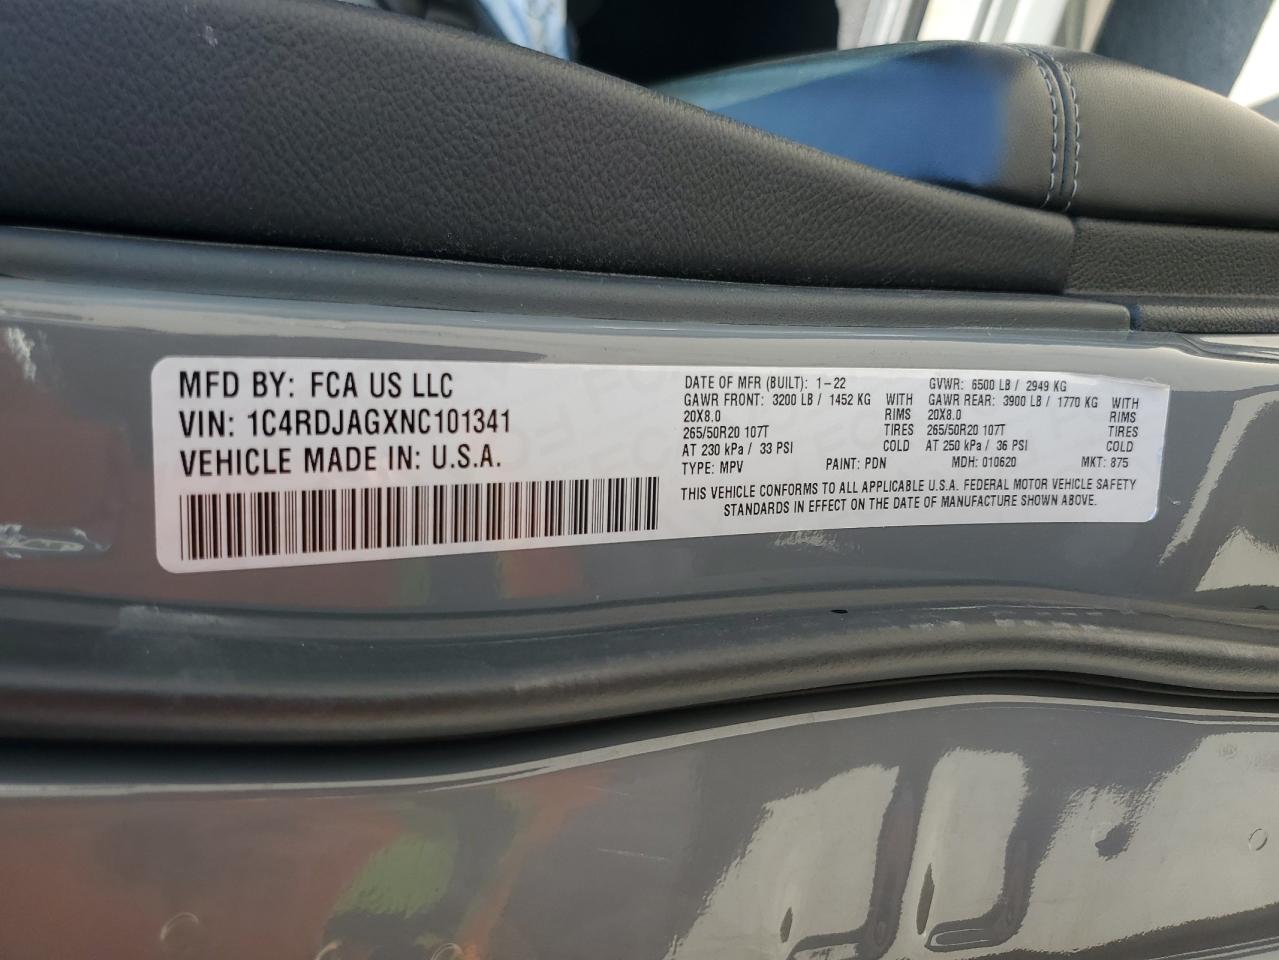 MFD BY: FCA US LLC
VIN: 1C4RDJAGXNC101341
VEHICLE MADE IN: U.S.A.
DATE OF MFR (BUILT): 1-22
GAWR FRONT: 3200 LB / 1452 KG WITH
20X8.0 RIMS
265/50R20 107T TIRES
AT 230 kPa / 33 PSI COLD
TYPE: MPV PAINT: PDN
GVWR: 6500 LB / 2949 KG
GAWR REAR: 3900 LB / 1770 KG WITH
20X8.0 RIMS
265/50R20 107T TIRES
AT 250 kPa / 36 PSI COLD
MDH: 010620 MKT: 875
THIS VEHICLE CONFORMS TO ALL APPLICABLE U.S.A. FEDERAL MOTOR VEHICLE SAFETY
STANDARDS IN EFFECT ON THE DATE OF MANUFACTURE SHOWN ABOVE.